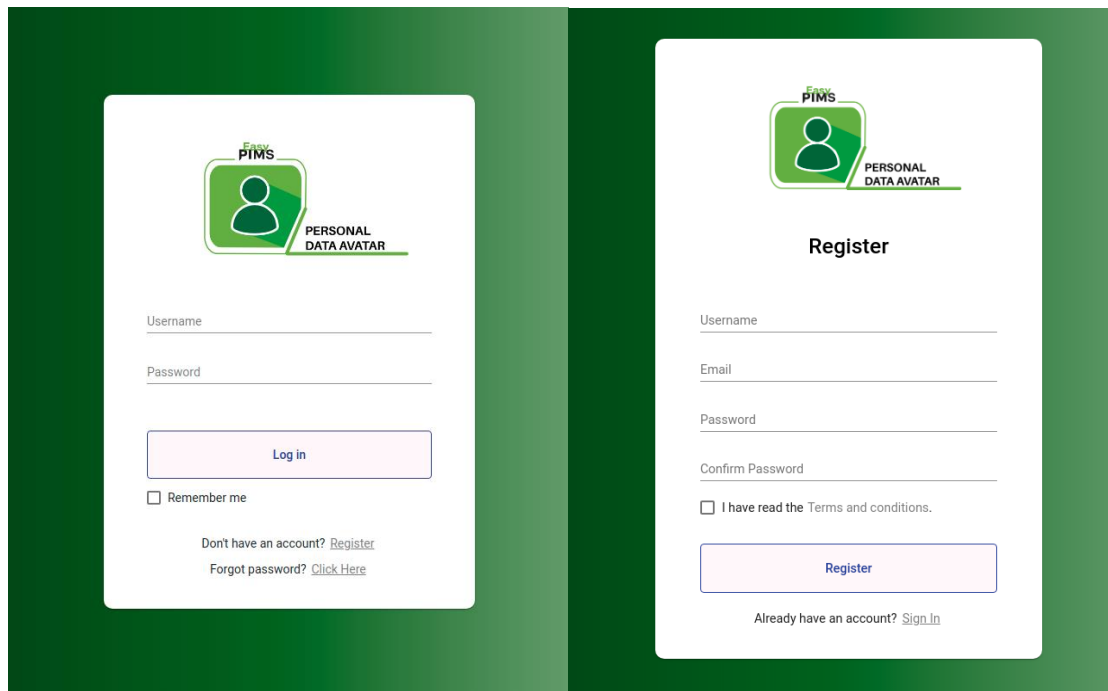 Easy
PIMS
PERSONAL
DATA AVATAR
Username
Password
Log in
Remember me
Don't have an account? Register
Forgot password? Click Here
Easy
PIMS
PERSONAL
DATA AVATAR
Register
Username
Email
Password
Confirm Password
I have read the Terms and conditions.
Register
Already have an account? Sign In